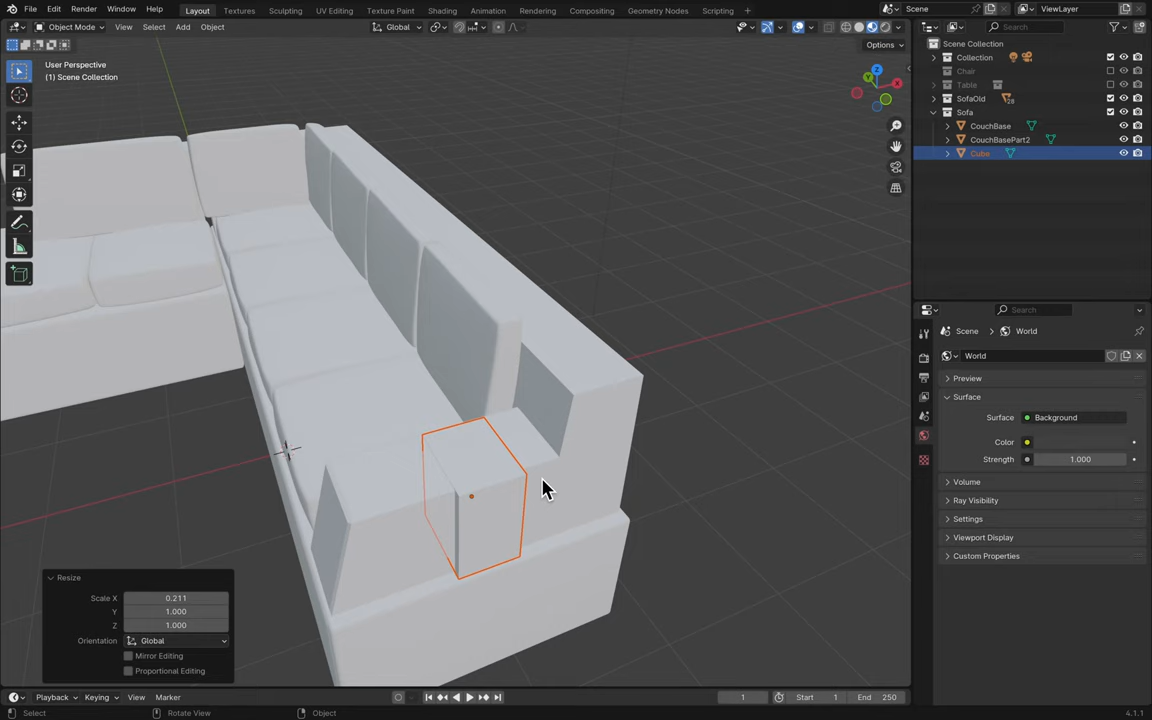 File Edit Render Window Help Layout Textures Sculpting UV Editing Texture Paint Shading Animation Rendering Compositing Geometry Nodes Scripting Scene ViewLayer
Object Mode View Select Add Object Global Search
Options
User Perspective
(1) Scene Collection
Z
X
Scene Collection
Collection
Chair
Table
SofaOld 28
Sofa
CouchBase
CouchBasePart2
Cube
Search
Scene World
World
Preview
Surface
Surface Background
Color
Strength 1.000
Volume
Ray Visibility
Settings
Viewport Display
Custom Properties
Resize
Scale X 0.211
Y 1.000
Z 1.000
Orientation Global
Mirror Editing
Proportional Editing
Playback Keying View Marker 1 Start 1 End 250
Select Rotate View Object 4.1.1